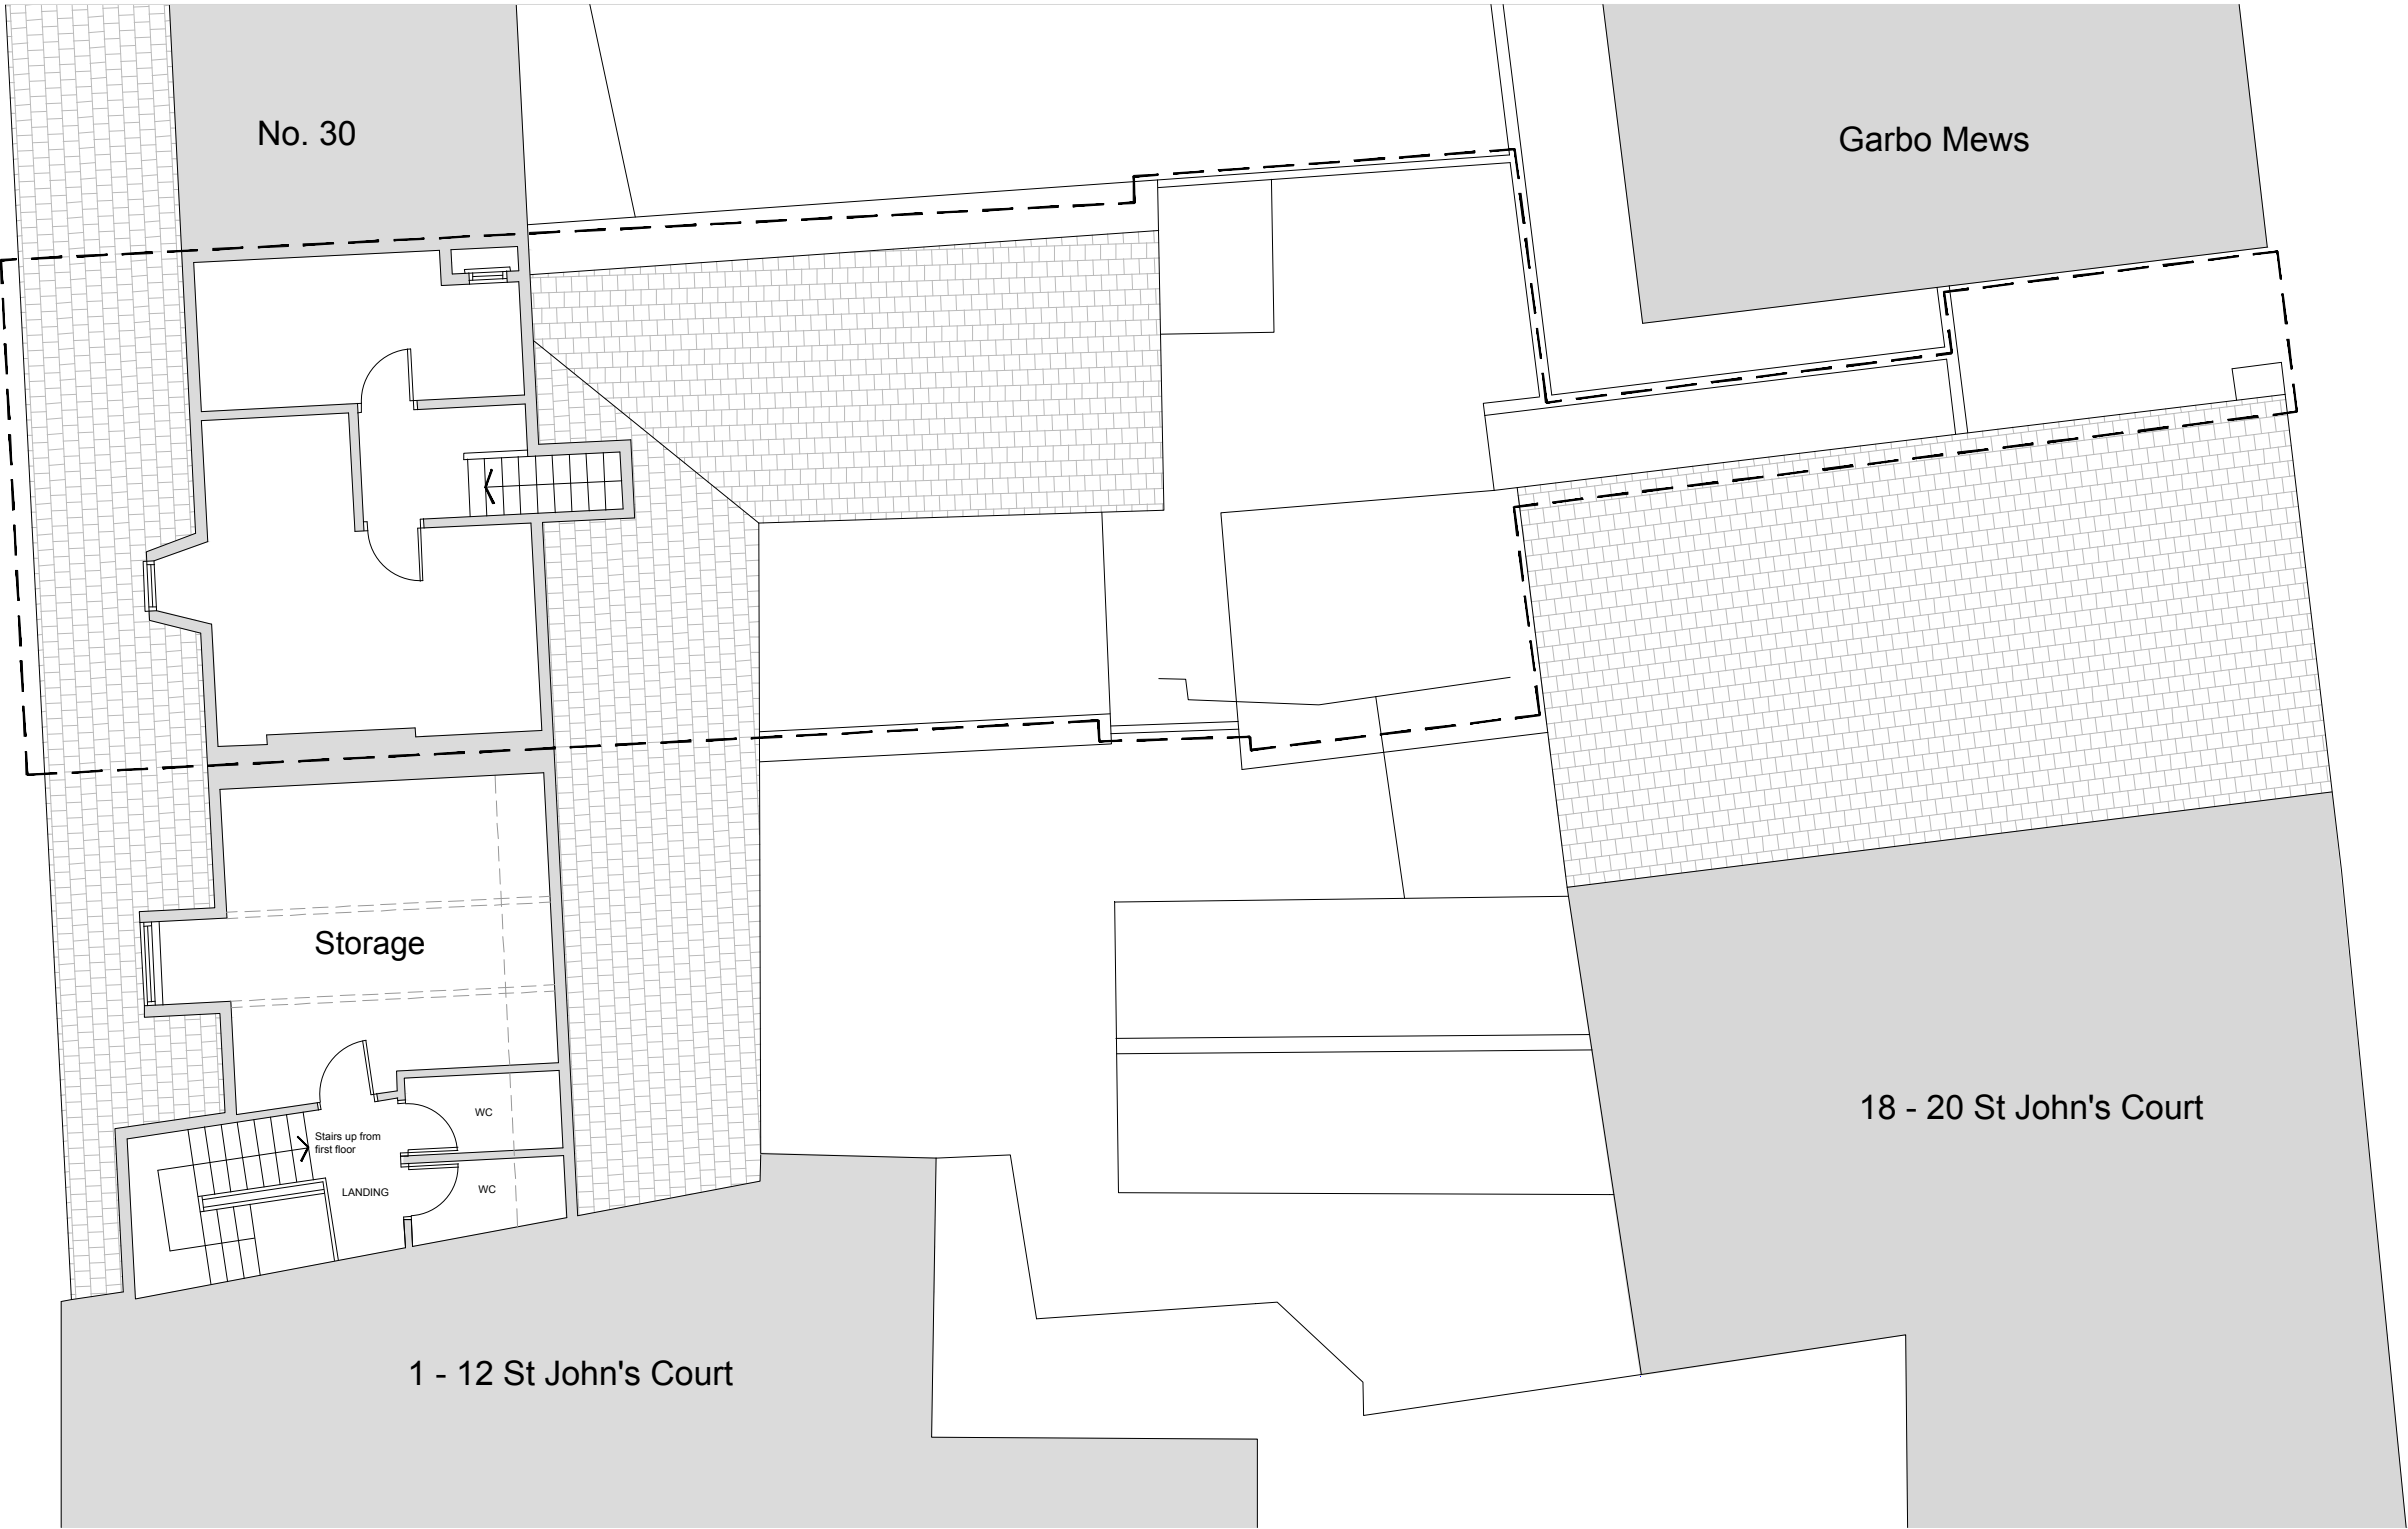 No. 30
Garbo Mews
Storage
WC
Stairs up from
first floor
LANDING
WC
18 - 20 St John's Court
1 - 12 St John's Court